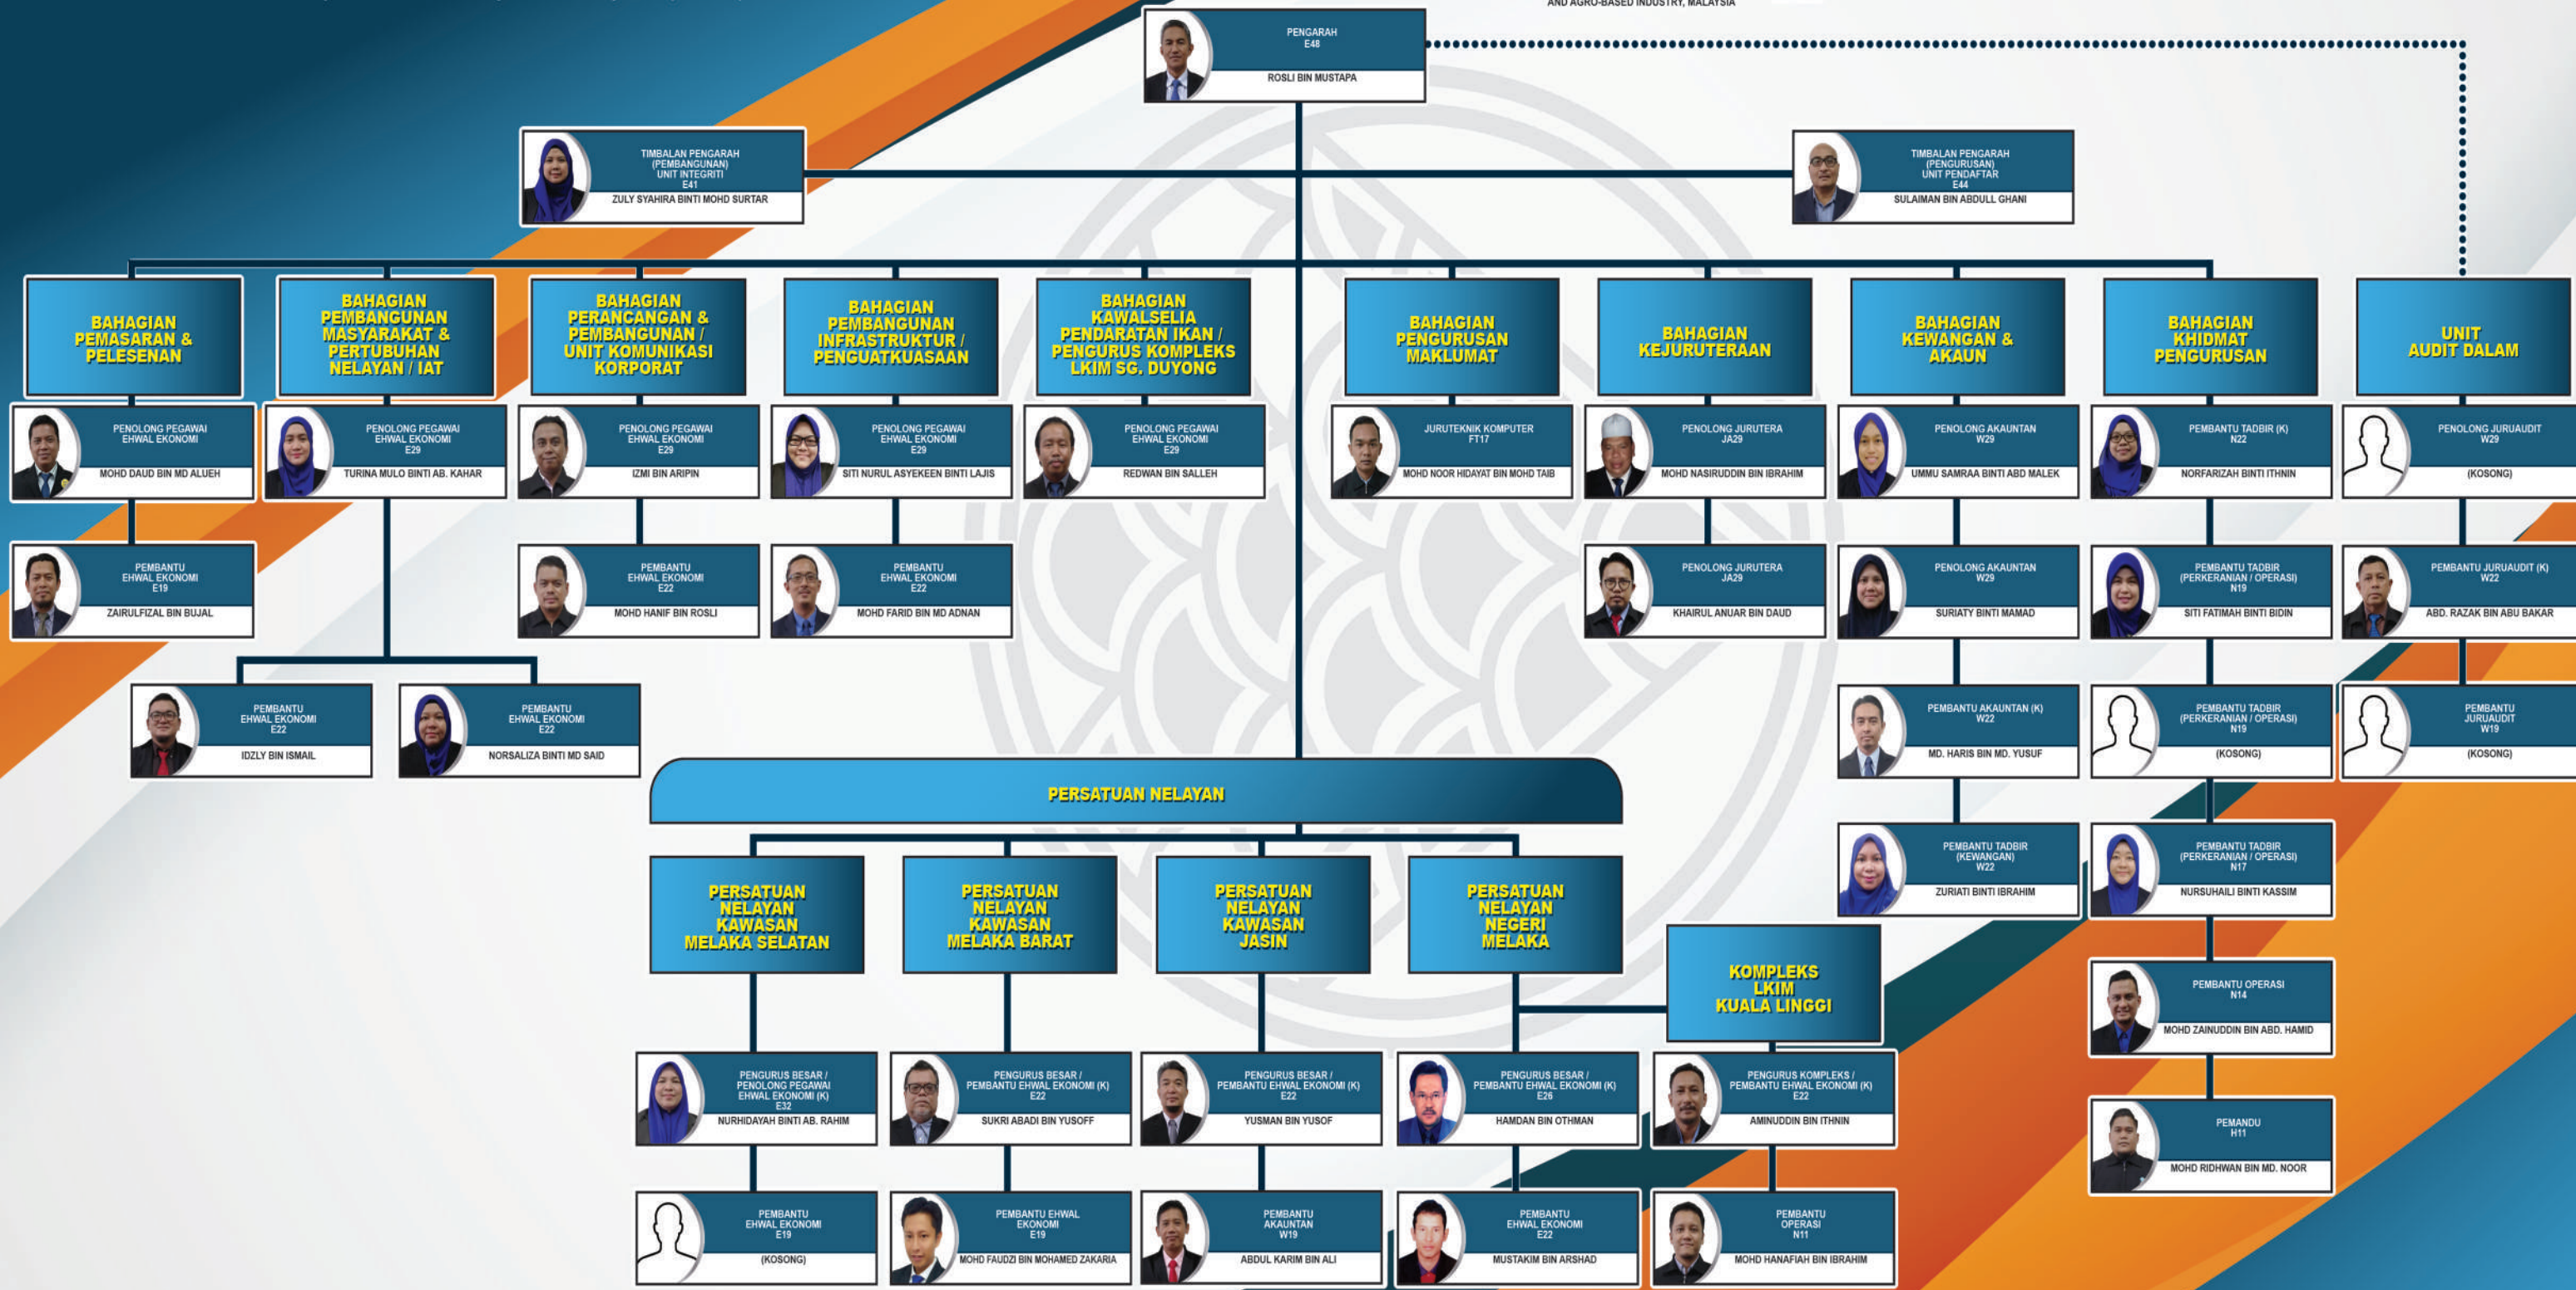 AND AGRO-BASED INDUSTRY, MALAYSIA
PENGARAH
E48
ROSLI BIN MUSTAPA
TIMBALAN PENGARAH
(PEMBANGUNAN)
UNIT INTEGRITI
E41
ZULY SYAHIRA BINTI MOHD SURTAR
TIMBALAN PENGARAH
(PENGURUSAN)
UNIT PENDAFTAR
E44
SULAIMAN BIN ABDULL GHANI
BAHAGIAN
PEMASARAN &
PELESENAN
PENOLONG PEGAWAI
EHWAL EKONOMI
MOHD DAUD BIN MD ALUEH
PEMBANTU
EHWAL EKONOMI
E19
ZAIRULFIZAL BIN BUJAL
BAHAGIAN
PEMBANGUNAN
MASYARAKAT &
PERTUBUHAN
NELAYAN / IAT
PENOLONG PEGAWAI
EHWAL EKONOMI
E29
TURINA MULO BINTI AB. KAHAR
PEMBANTU
EHWAL EKONOMI
E22
IDZLY BIN ISMAIL
PEMBANTU
EHWAL EKONOMI
E22
NORSALIZA BINTI MD SAID
BAHAGIAN
PERANCANGAN &
PEMBANGUNAN /
UNIT KOMUNIKASI
KORPORAT
PENOLONG PEGAWAI
EHWAL EKONOMI
E29
IZMI BIN ARIPIN
PEMBANTU
EHWAL EKONOMI
E22
MOHD HANIF BIN ROSLI
BAHAGIAN
PEMBANGUNAN
INFRASTRUKTUR /
PENGUATKUASAAN
PENOLONG PEGAWAI
EHWAL EKONOMI
E29
SITI NURUL ASYEKEEN BINTI LAJIS
PEMBANTU
EHWAL EKONOMI
E22
MOHD FARID BIN MD ADNAN
BAHAGIAN
KAWALSELIA
PENDARATAN IKAN /
PENGURUS KOMPLEKS
LKIM SG. DUYONG
PENOLONG PEGAWAI
EHWAL EKONOMI
E29
REDWAN BIN SALLEH
BAHAGIAN
PENGURUSAN
MAKLUMAT
JURUTEKNIK KOMPUTER
FT17
MOHD NOOR HIDAYAT BIN MOHD TAIB
BAHAGIAN
KEJURUTERAAN
PENOLONG JURUTERA
JA29
MOHD NASIRUDDIN BIN IBRAHIM
PENOLONG JURUTERA
JA29
KHAIRUL ANUAR BIN DAUD
BAHAGIAN
KEWANGAN &
AKAUN
PENOLONG AKAUNTAN
W29
UMMU SAMRAA BINTI ABD MALEK
PENOLONG AKAUNTAN
W29
SURIATY BINTI MAMAD
PEMBANTU AKAUNTAN (K)
W22
MD. HARIS BIN MD. YUSUF
PEMBANTU TADBIR
(KEWANGAN)
W22
ZURIATI BINTI IBRAHIM
BAHAGIAN
KHIDMAT
PENGURUSAN
PEMBANTU TADBIR (K)
N22
NORFARIZAH BINTI ITHNIN
PEMBANTU TADBIR
(PERKERANIAN / OPERASI)
N19
SITI FATIMAH BINTI BIDIN
PEMBANTU TADBIR
(PERKERANIAN / OPERASI)
N19
(KOSONG)
PEMBANTU TADBIR
(PERKERANIAN / OPERASI)
N17
NURSUHAILI BINTI KASSIM
PEMBANTU OPERASI
N14
MOHD ZAINUDDIN BIN ABD. HAMID
PEMANDU
H11
MOHD RIDHWAN BIN MD. NOOR
UNIT
AUDIT DALAM
PENOLONG JURUAUDIT
W29
(KOSONG)
PEMBANTU JURUAUDIT (K)
W22
ABD. RAZAK BIN ABU BAKAR
PEMBANTU
JURUAUDIT
W19
(KOSONG)
PERSATUAN NELAYAN
PERSATUAN
NELAYAN
KAWASAN
MELAKA SELATAN
PENGURUS BESAR /
PENOLONG PEGAWAI
EHWAL EKONOMI (K)
E32
NURHIDAYAH BINTI AB. RAHIM
PEMBANTU
EHWAL EKONOMI
E19
(KOSONG)
PERSATUAN
NELAYAN
KAWASAN
MELAKA BARAT
PENGURUS BESAR /
PEMBANTU EHWAL EKONOMI (K)
E22
SUKRI ABADI BIN YUSOFF
PEMBANTU EHWAL
EKONOMI
E19
MOHD FAUDZI BIN MOHAMED ZAKARIA
PERSATUAN
NELAYAN
KAWASAN
JASIN
PENGURUS BESAR /
PEMBANTU EHWAL EKONOMI (K)
E22
YUSMAN BIN YUSOF
PEMBANTU
AKAUNTAN
W19
ABDUL KARIM BIN ALI
PERSATUAN
NELAYAN
NEGERI
MELAKA
PENGURUS BESAR /
PEMBANTU EHWAL EKONOMI (K)
E26
HAMDAN BIN OTHMAN
PEMBANTU
EHWAL EKONOMI
E22
MUSTAKIM BIN ARSHAD
KOMPLEKS
LKIM
KUALA LINGGI
PENGURUS KOMPLEKS /
PEMBANTU EHWAL EKONOMI (K)
E22
AMINUDDIN BIN ITHNIN
PEMBANTU
OPERASI
N11
MOHD HANAFIAH BIN IBRAHIM